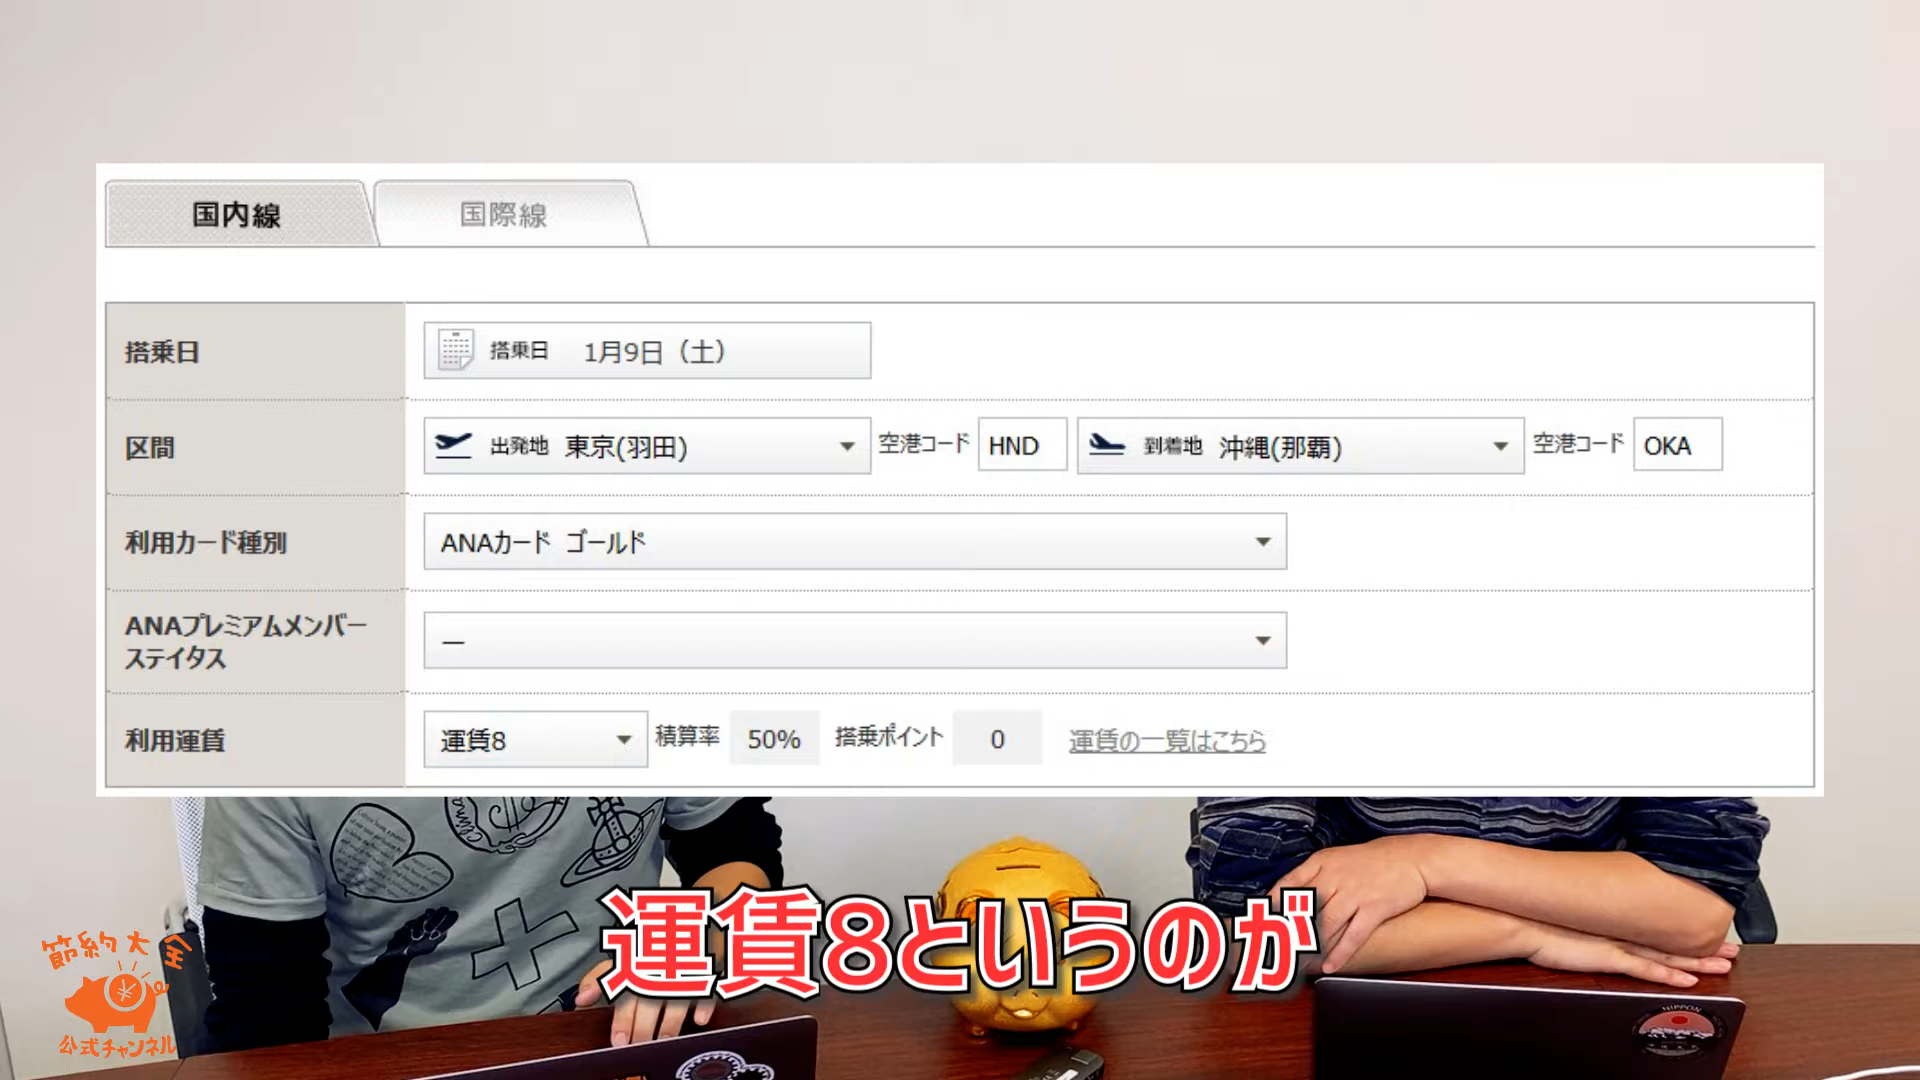 国内線
国際線
搭乗日
搭乗日 1月9日（土）
区間
出発地 東京(羽田) 空港コード HND 到着地 沖縄(那覇) 空港コード OKA
利用カード種別
ANAカード ゴールド
ANAプレミアムメンバー
ステイタス
—
利用運賃
運賃8 積算率 50% 搭乗ポイント 0 運賃の一覧はこちら
運賃8というのが
節約大全
公式チャンネル
NIPPON